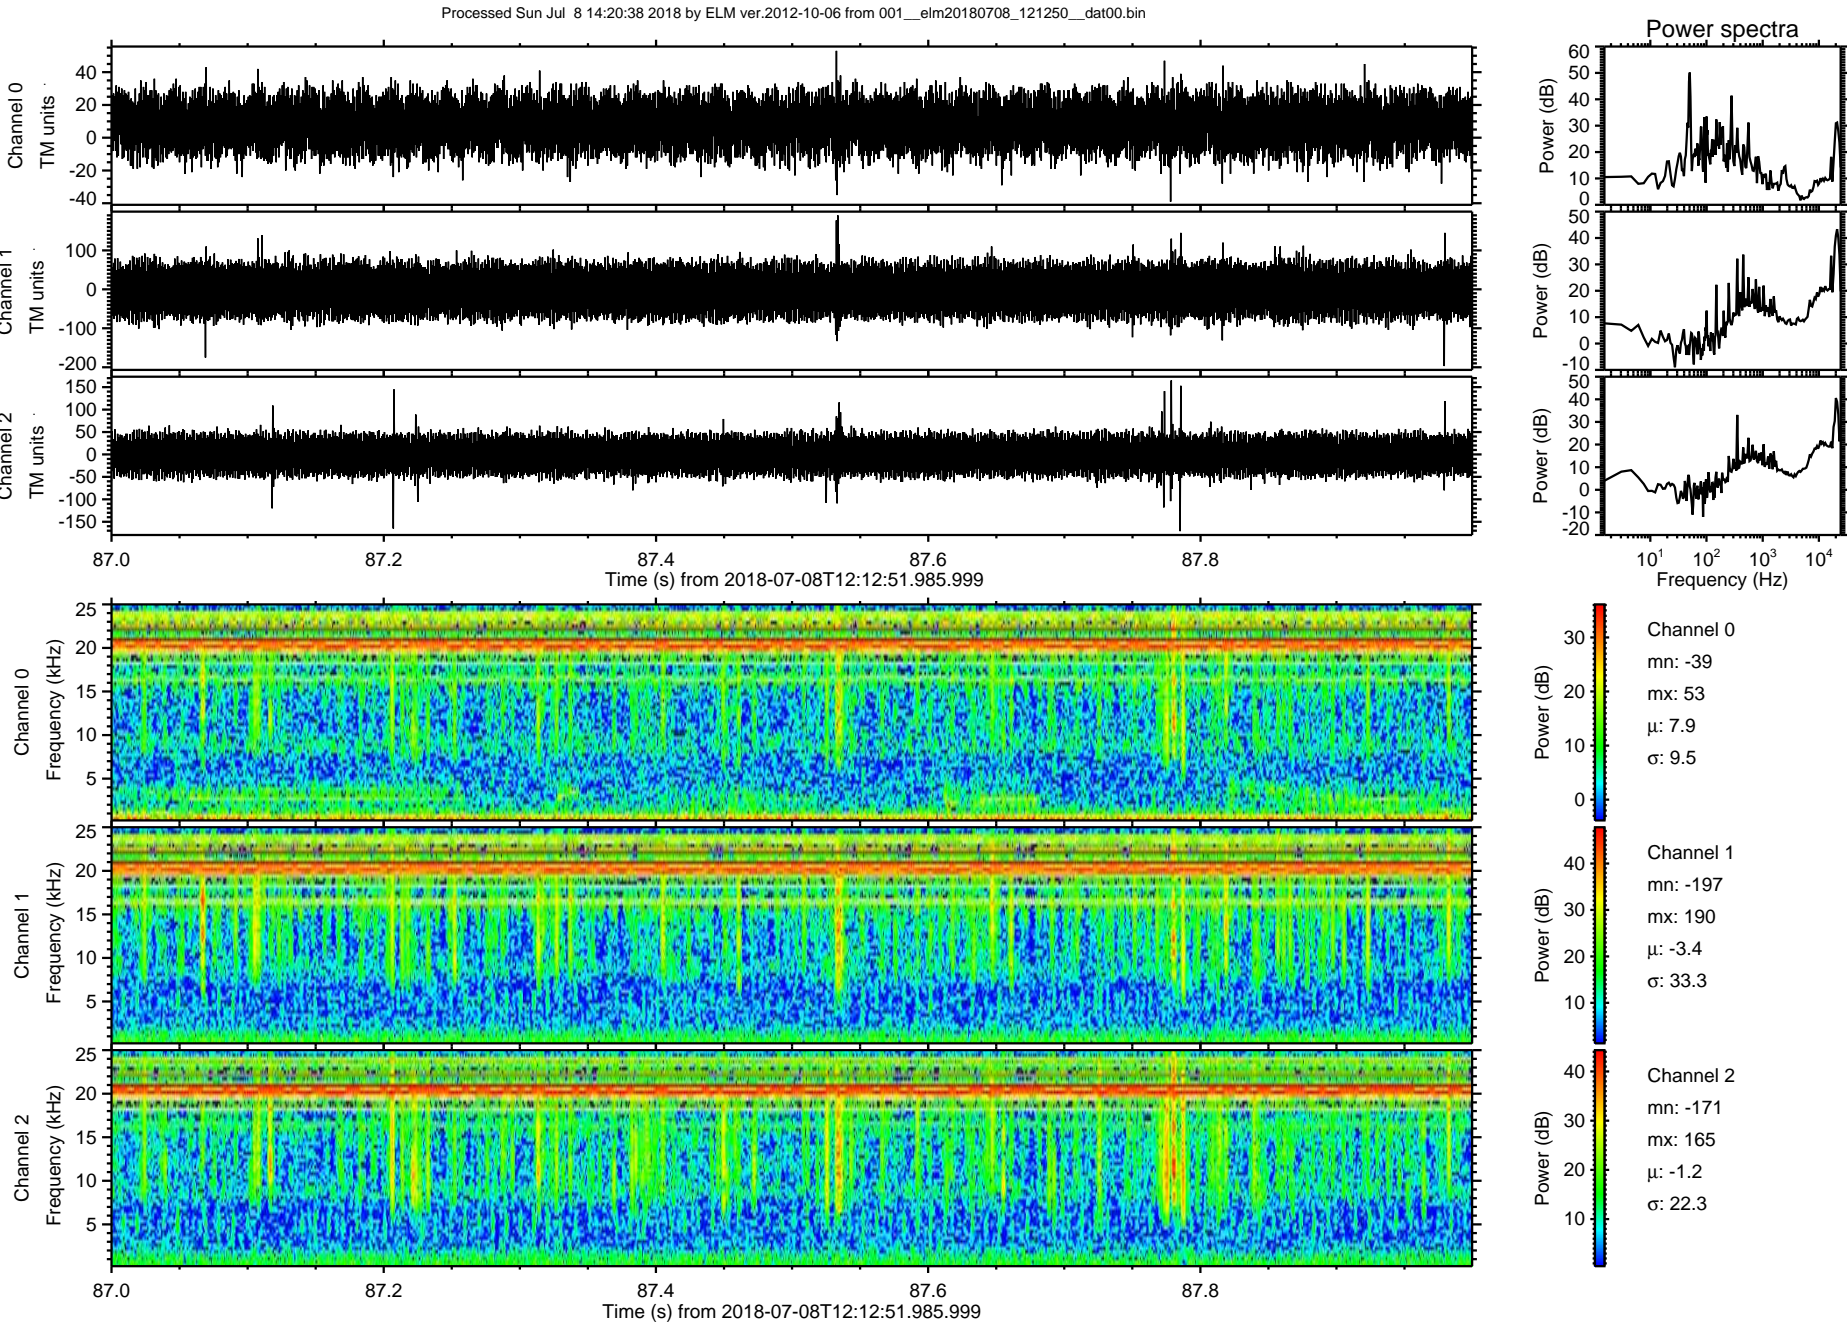 Processed Sun Jul 8 14:20:38 2018 by ELM ver.2012-10-06 from 001__elm20180708_121250__dat00.bin
Power spectra
Channel 0
TM units
40
20
0
-20
-40
Power (dB)
60
50
40
30
20
10
0
Channel 1
TM units
100
0
-100
-200
Power (dB)
50
40
30
20
10
0
-10
Channel 2
TM units
150
100
50
0
-50
-100
-150
Power (dB)
50
40
30
20
10
0
-10
-20
87.0 87.2 87.4 87.6 87.8
Time (s) from 2018-07-08T12:12:51.985.999
10^1 10^2 10^3 10^4
Frequency (Hz)
Channel 0
Frequency (kHz)
25
20
15
10
5
Power (dB)
30
20
10
0
Channel 0
mn: -39
mx: 53
μ: 7.9
σ: 9.5
Channel 1
Frequency (kHz)
25
20
15
10
5
Power (dB)
40
30
20
10
Channel 1
mn: -197
mx: 190
μ: -3.4
σ: 33.3
Channel 2
Frequency (kHz)
25
20
15
10
5
Power (dB)
40
30
20
10
Channel 2
mn: -171
mx: 165
μ: -1.2
σ: 22.3
87.0 87.2 87.4 87.6 87.8
Time (s) from 2018-07-08T12:12:51.985.999